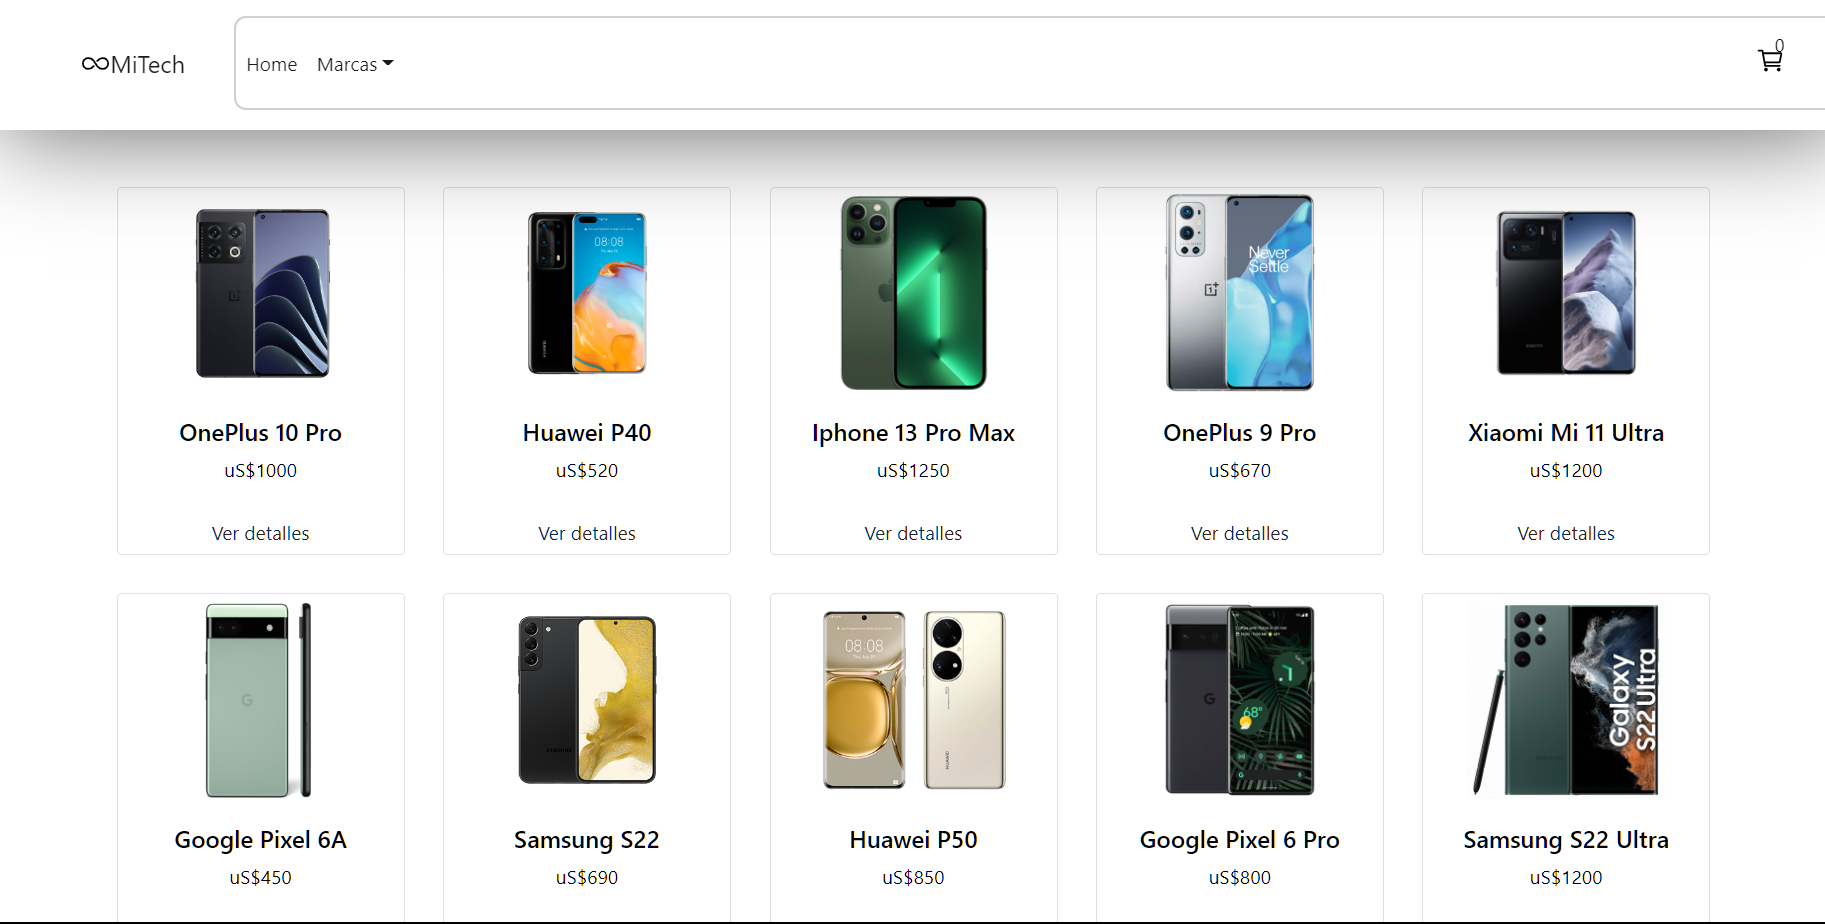 ∞MiTech
Home Marcas
0
08:08
Never
Settle
OnePlus 10 Pro
Huawei P40
Iphone 13 Pro Max
OnePlus 9 Pro
Xiaomi Mi 11 Ultra
uS$1000
uS$520
uS$1250
uS$670
uS$1200
Ver detalles
Ver detalles
Ver detalles
Ver detalles
Ver detalles
G
SAMSUNG
08:08
HUAWEI
G
68°
Galaxy
S22 Ultra
Google Pixel 6A
Samsung S22
Huawei P50
Google Pixel 6 Pro
Samsung S22 Ultra
uS$450
uS$690
uS$850
uS$800
uS$1200